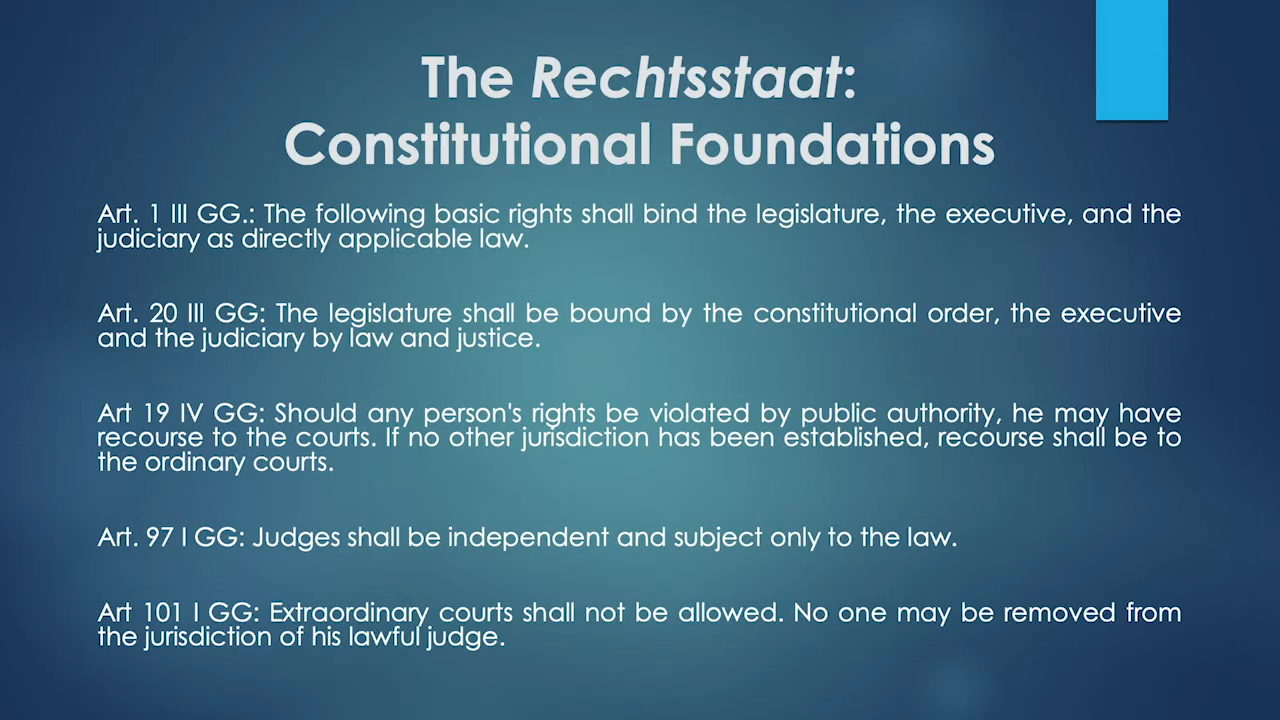 The Rechtsstaat:
Constitutional Foundations
Art. 1 III GG.: The following basic rights shall bind the legislature, the executive, and the
judiciary as directly applicable law.
Art. 20 III GG: The legislature shall be bound by the constitutional order, the executive
and the judiciary by law and justice.
Art 19 IV GG: Should any person's rights be violated by public authority, he may have
recourse to the courts. If no other jurisdiction has been established, recourse shall be to
the ordinary courts.
Art. 97 I GG: Judges shall be independent and subject only to the law.
Art 101 I GG: Extraordinary courts shall not be allowed. No one may be removed from
the jurisdiction of his lawful judge.